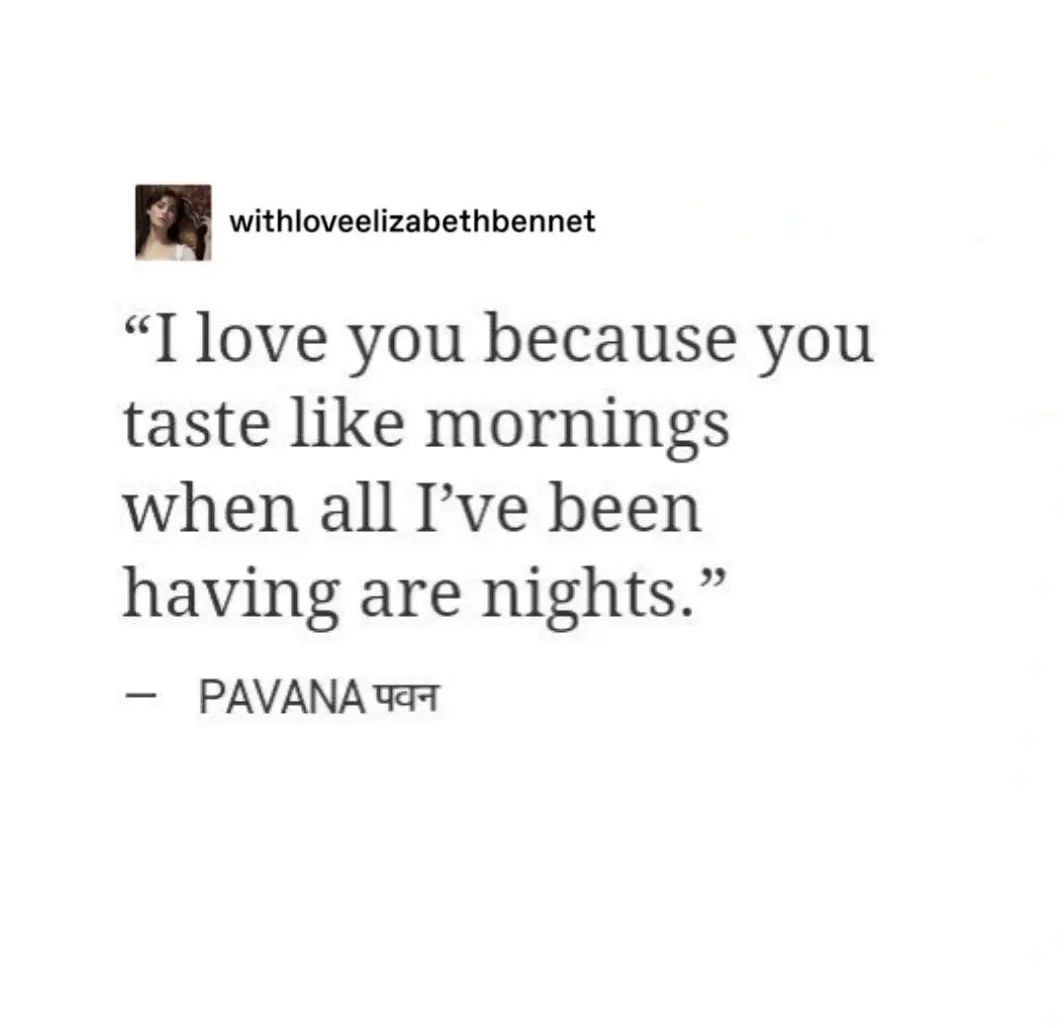 withloveelizabethbennet
“I love you because you
taste like mornings
when all I’ve been
having are nights.”
— PAVANA पवन